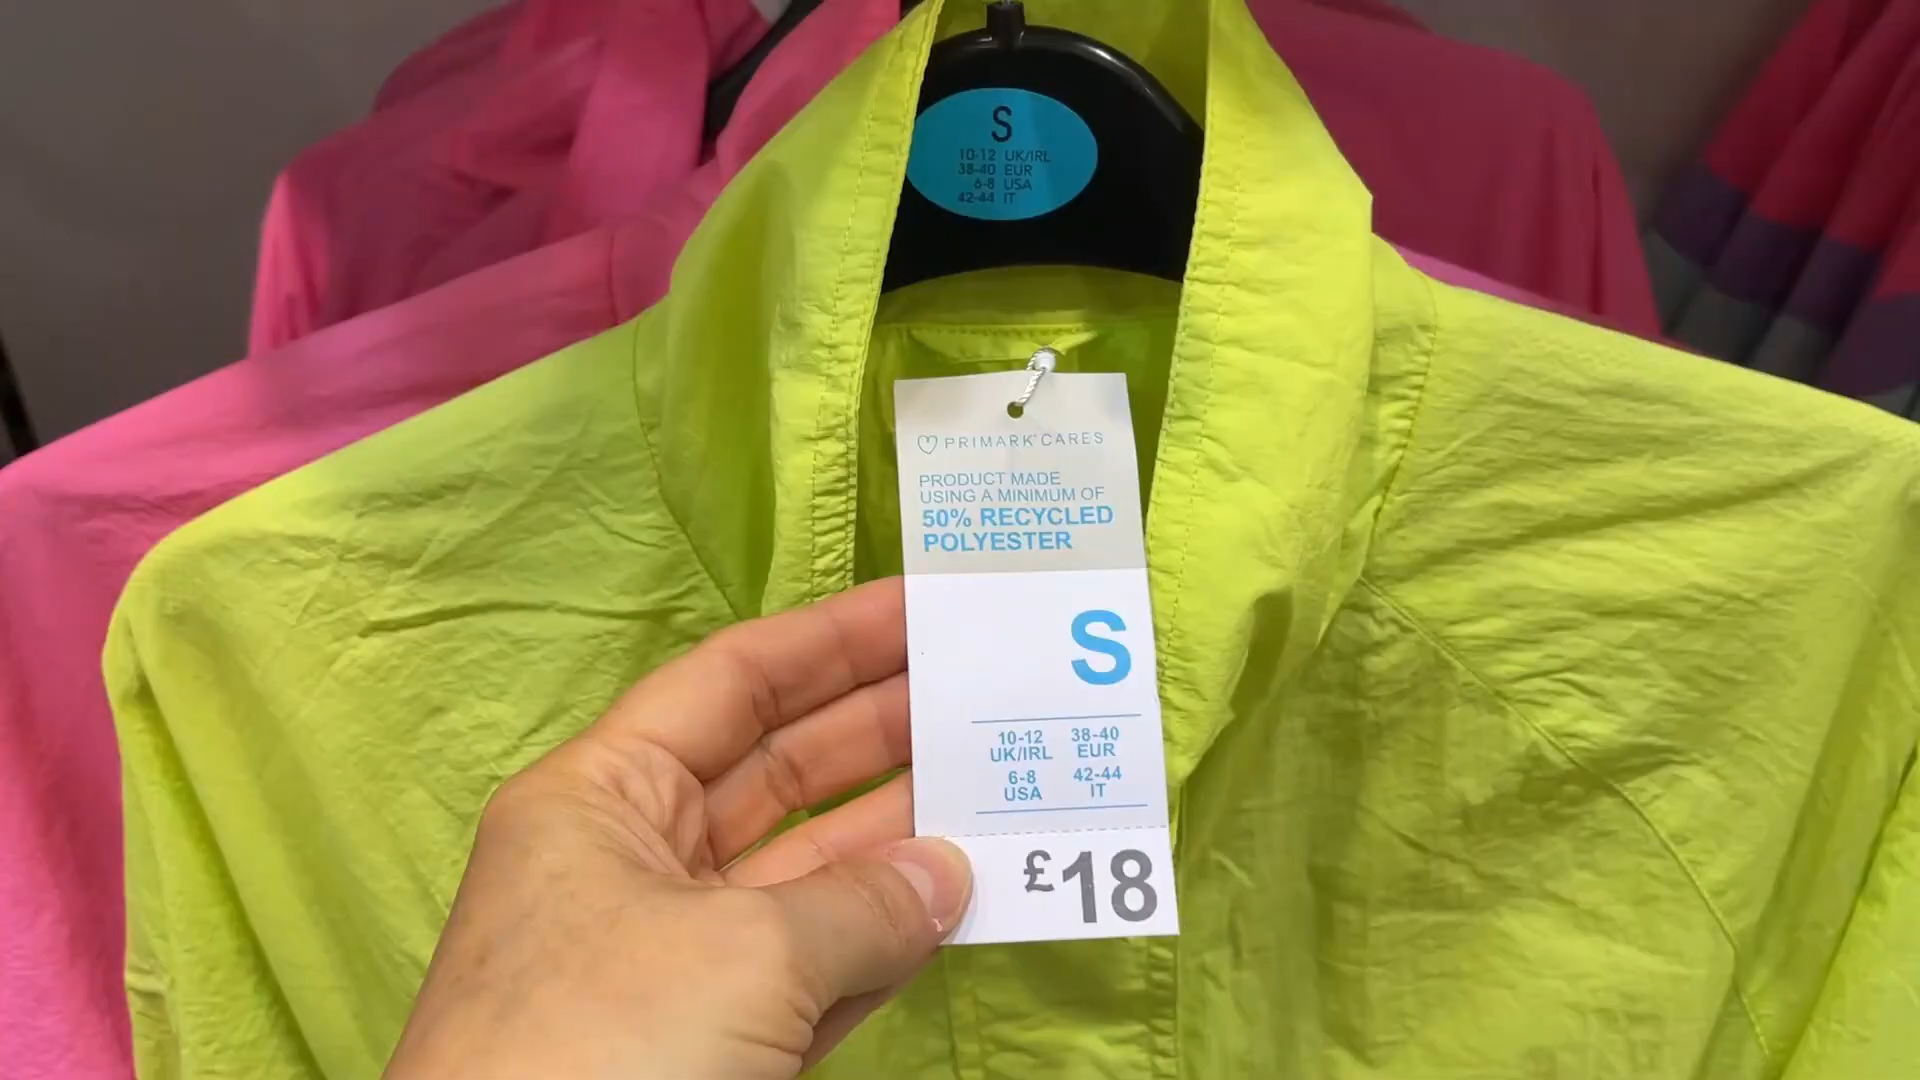 S
10-12 UK/IRL
38-40 EUR
6-8 USA
42-44 IT
PRIMARK® CARES
PRODUCT MADE
USING A MINIMUM OF
50% RECYCLED
POLYESTER
S
10-12 38-40
UK/IRL EUR
6-8 42-44
USA IT
£18